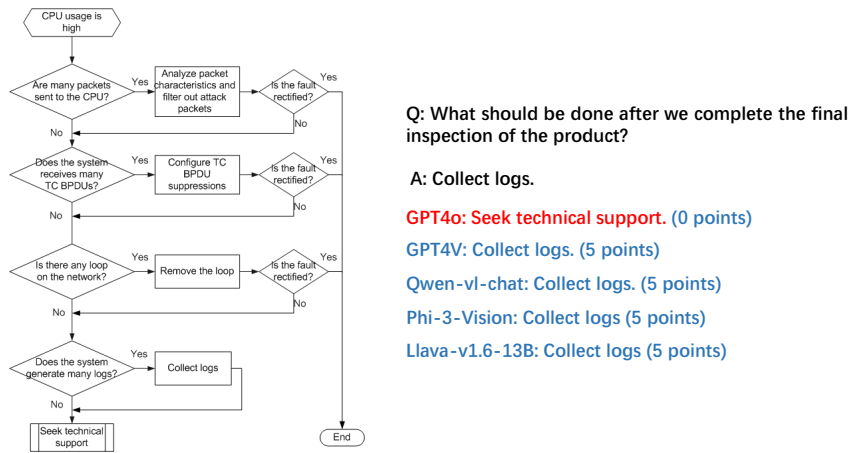 CPU usage is
high
Are many packets
sent to the CPU?
Yes
Analyze packet
characteristics and
filter out attack
packets
Is the fault
rectified?
Yes
No
No
Does the system
receives many
TC BPDUs?
Yes
Configure TC
BPDU
suppressions
Is the fault
rectified?
Yes
No
No
Is there any loop
on the network?
Yes
Remove the loop
Is the fault
rectified?
Yes
No
No
Does the system
generate many logs?
Yes
Collect logs
No
Seek technical
support
End
Q: What should be done after we complete the final
inspection of the product?
A: Collect logs.
GPT4o: Seek technical support. (0 points)
GPT4V: Collect logs. (5 points)
Qwen-vl-chat: Collect logs. (5 points)
Phi-3-Vision: Collect logs (5 points)
Llava-v1.6-13B: Collect logs (5 points)